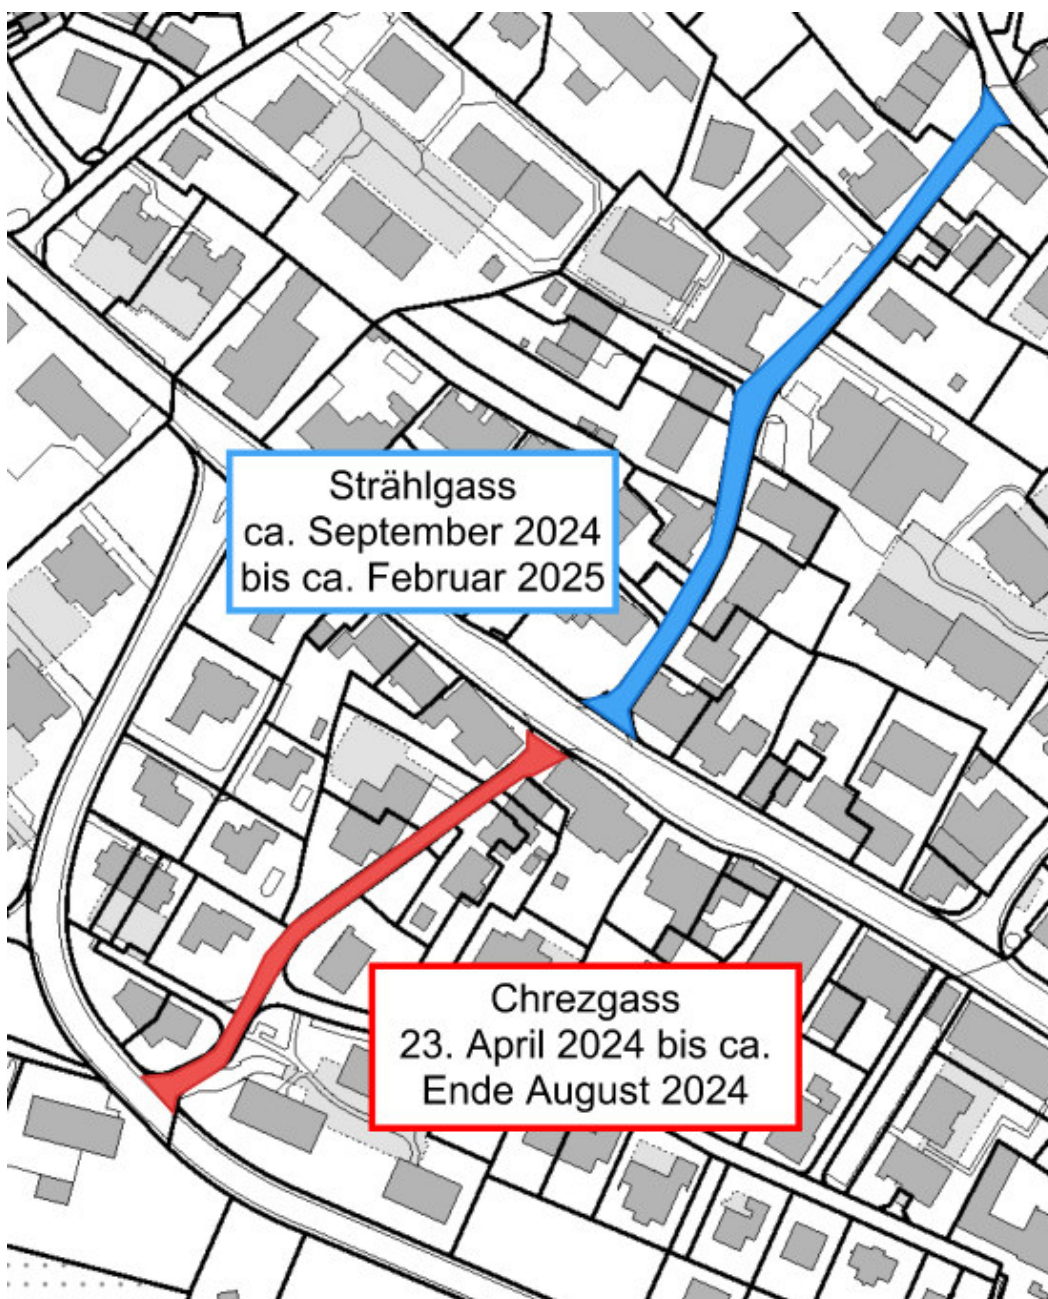 Strählgass
ca. September 2024
bis ca. Februar 2025
Chrezgass
23. April 2024 bis ca.
Ende August 2024